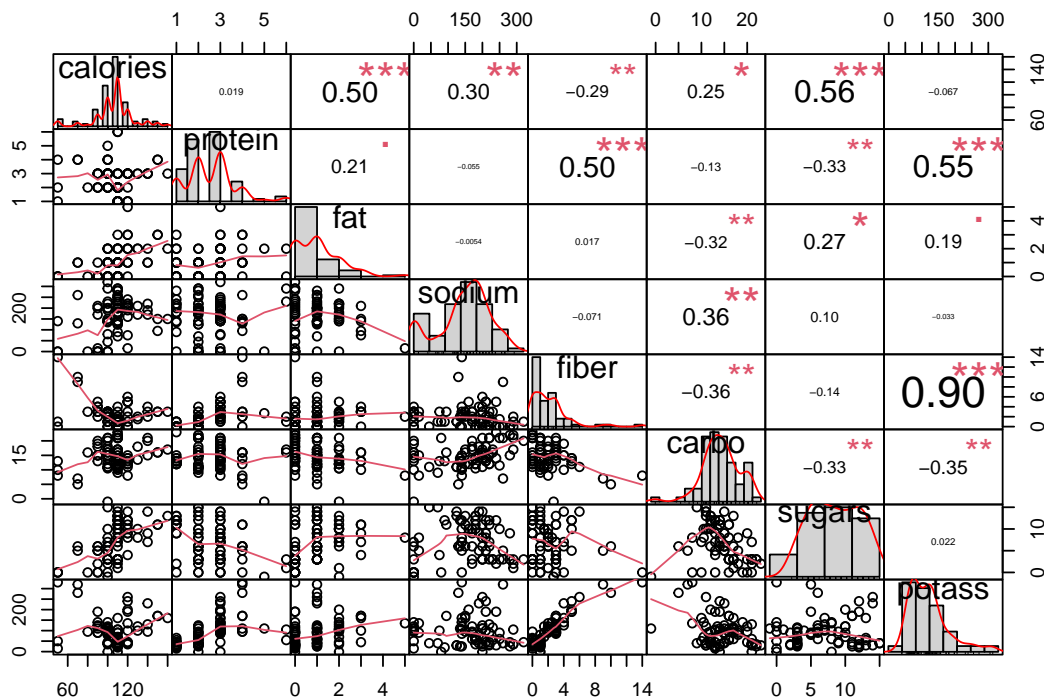 1 3 5 0 150 300 0 10 20 0 150 300
calories 0.019 0.50 *** 0.30 ** −0.29 ** 0.25 * 0.56 *** −0.067 60 140
1 3 5 protein 0.21 . −0.055 0.50 *** −0.13 −0.33 ** 0.55 ***
fat −0.0054 0.017 −0.32 ** 0.27 * 0.19 . 0 2 4
0 200 sodium −0.071 0.36 ** 0.10 −0.033
fiber −0.36 ** −0.14 0.90 *** 0 6 14
0 15 carbo −0.33 ** −0.35 **
sugars 0.022 0 10
0 200 potass
60 120 0 2 4 0 4 8 14 0 5 10